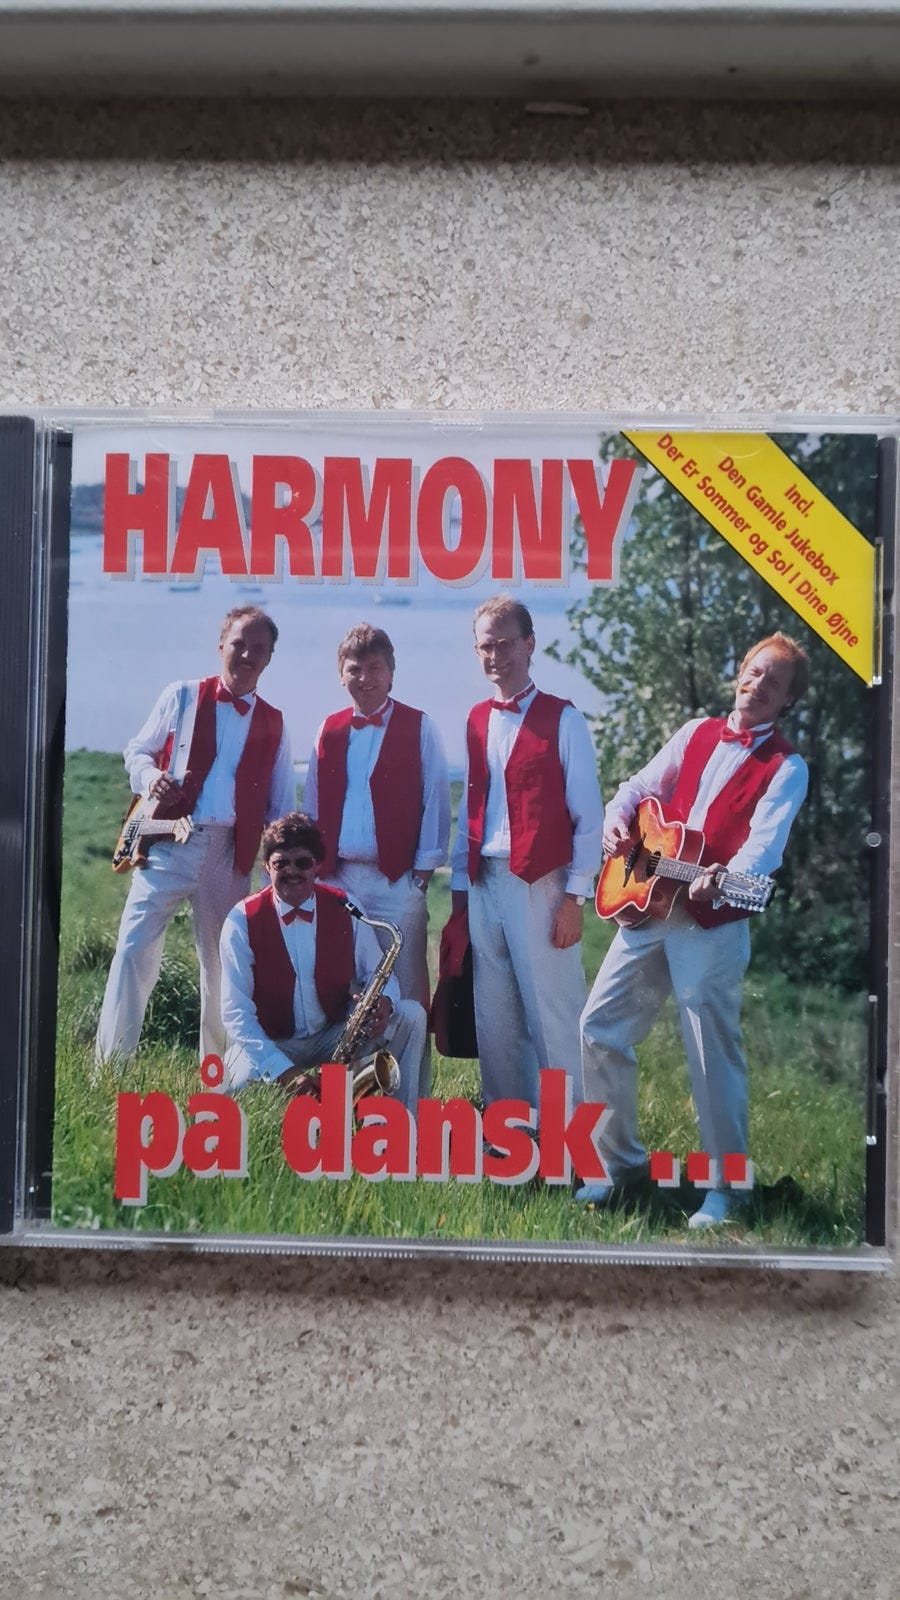 HARMONY
Incl.
Den Gamle Jukebox
Der Er Sommer og Sol I Dine Øjne
på dansk ...